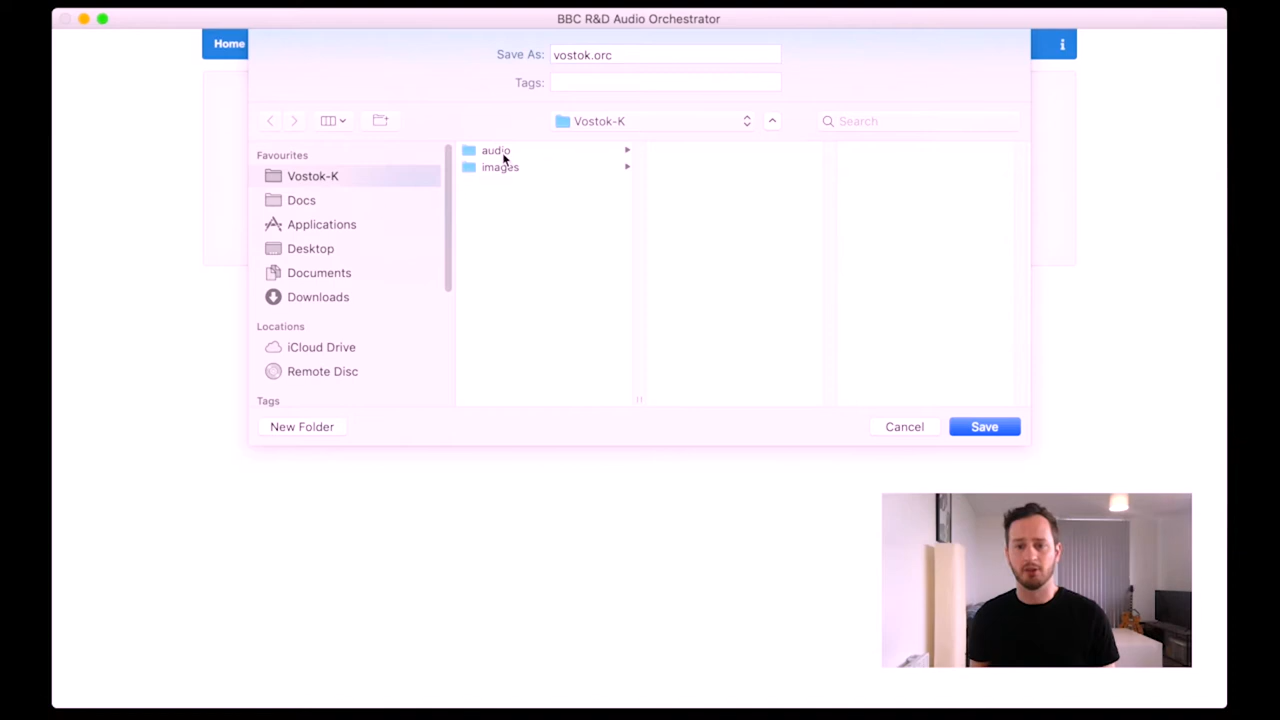 BBC R&D Audio Orchestrator
Home
Save As: vostok.orc
Tags:
Vostok-K
Search
Favourites
Vostok-K
Docs
Applications
Desktop
Documents
Downloads
Locations
iCloud Drive
Remote Disc
Tags
audio
images
New Folder
Cancel
Save